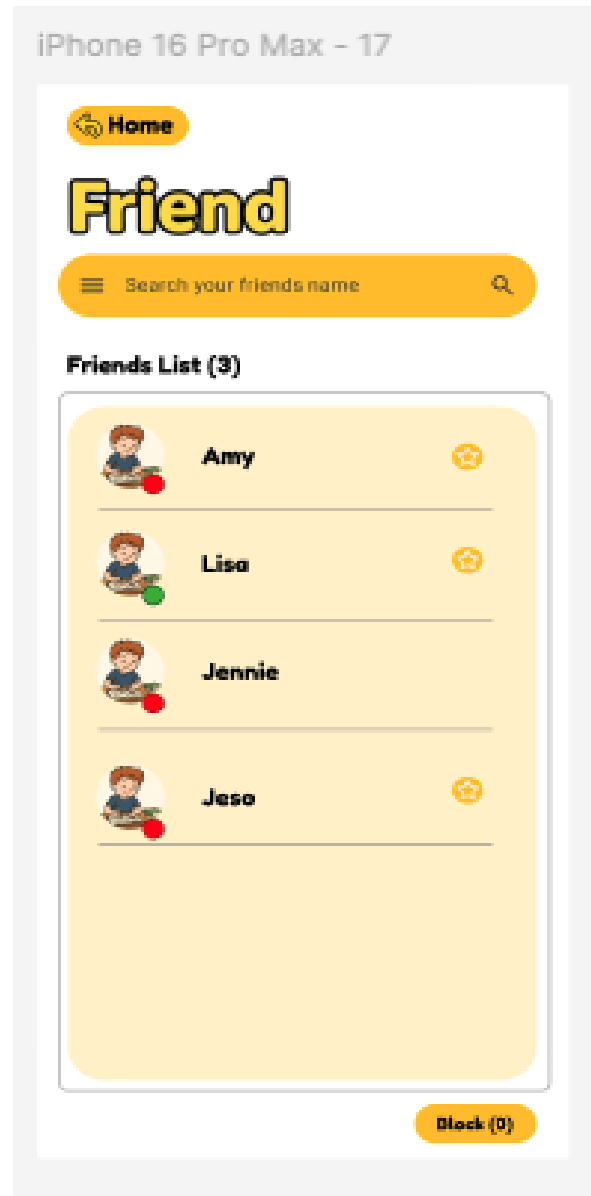 iPhone 16 Pro Max - 17
Home
Friend
Search your friends name
Friends List (3)
Amy
Lisa
Jennie
Jeso
Block (0)